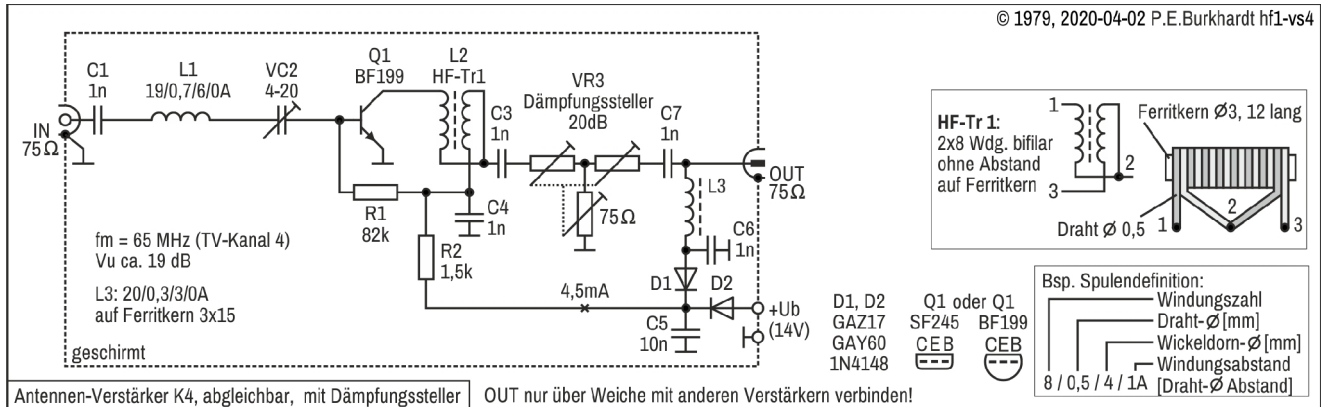 © 1979, 2020-04-02 P.E.Burkhardt hf1-vs4
C1
1n
L1
19/0,7/6/0A
VC2
4-20
Q1
BF199
L2
HF-Tr1
C3
1n
VR3
Dämpfungssteller
20dB
C7
1n
IN
75Ω
OUT
75Ω
R1
82k
C4
1n
75Ω
L3
C6
1n
R2
1,5k
fm = 65 MHz (TV-Kanal 4)
Vu ca. 19 dB
L3: 20/0,3/3/0A
auf Ferritkern 3x15
4,5mA
D1
D2
C5
10n
+Ub
(14V)
geschirmt
HF-Tr 1:
2x8 Wdg. bifilar
ohne Abstand
auf Ferritkern
1
2
3
Ferritkern Ø3, 12 lang
Draht Ø 0,5
1
2
3
D1, D2
GAZ17
GAY60
1N4148
Q1 oder Q1
SF245 BF199
CEB CEB
Bsp. Spulendefinition:
Windungszahl
Draht-Ø [mm]
Wickeldorn-Ø [mm]
Windungsabstand
8 / 0,5 / 4 / 1A [Draht-Ø Abstand]
Antennen-Verstärker K4, abgleichbar, mit Dämpfungssteller
OUT nur über Weiche mit anderen Verstärkern verbinden!